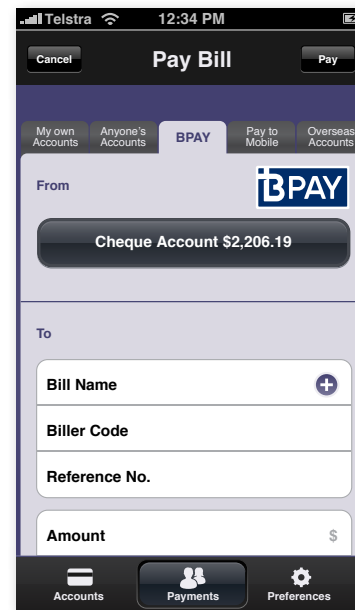 Telstra 12:34 PM
Cancel Pay Bill Pay
My own Accounts
Anyone's Accounts
BPAY
Pay to Mobile
Overseas Accounts
From
BPAY
Cheque Account $2,206.19
To
Bill Name
Biller Code
Reference No.
Amount $
Accounts Payments Preferences